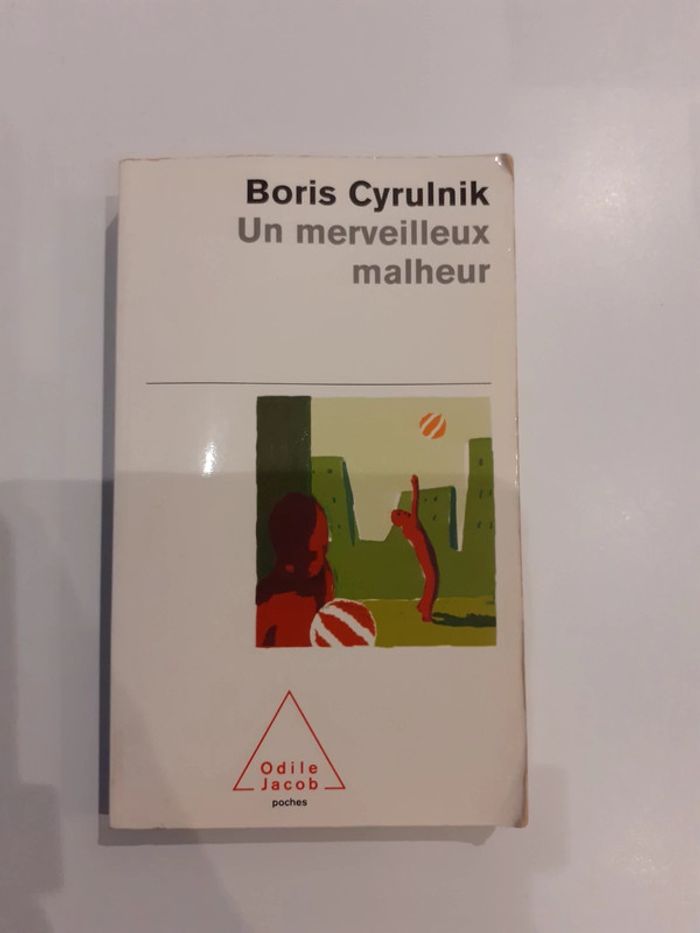 Boris Cyrulnik
Un merveilleux
malheur
Odile
Jacob
poches